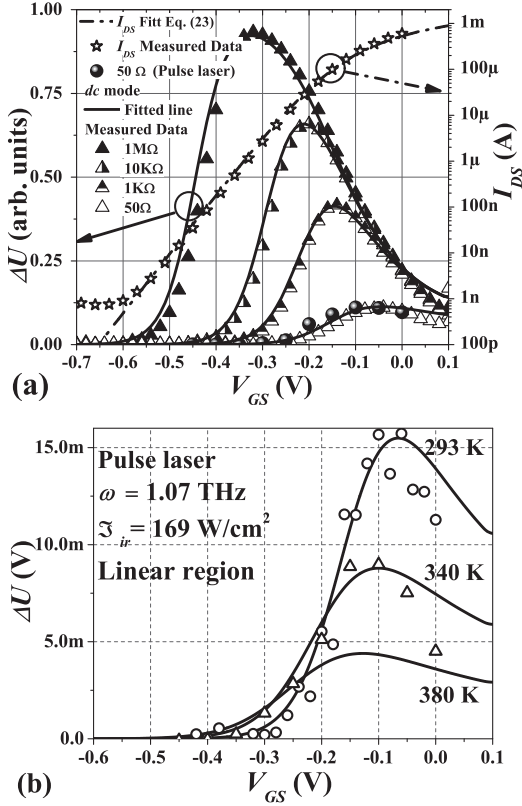 1.00
0.75
0.50
0.25
0.00
ΔU (arb. units)
I_DS Fitt Eq. (23)
I_DS Measured Data
50 Ω (Pulse laser)
dc mode
Fitted line
Measured Data
1MΩ
10KΩ
1KΩ
50Ω
1m
100μ
10μ
1μ
100n
10n
1n
100p
I_DS (A)
-0.7 -0.6 -0.5 -0.4 -0.3 -0.2 -0.1 0.0 0.1
(a)
V_GS (V)
15.0m
10.0m
5.0m
0.0
ΔU (V)
Pulse laser
ω = 1.07 THz
ℑ_ir = 169 W/cm²
Linear region
293 K
340 K
380 K
-0.6 -0.5 -0.4 -0.3 -0.2 -0.1 0.0 0.1
(b)
V_GS (V)